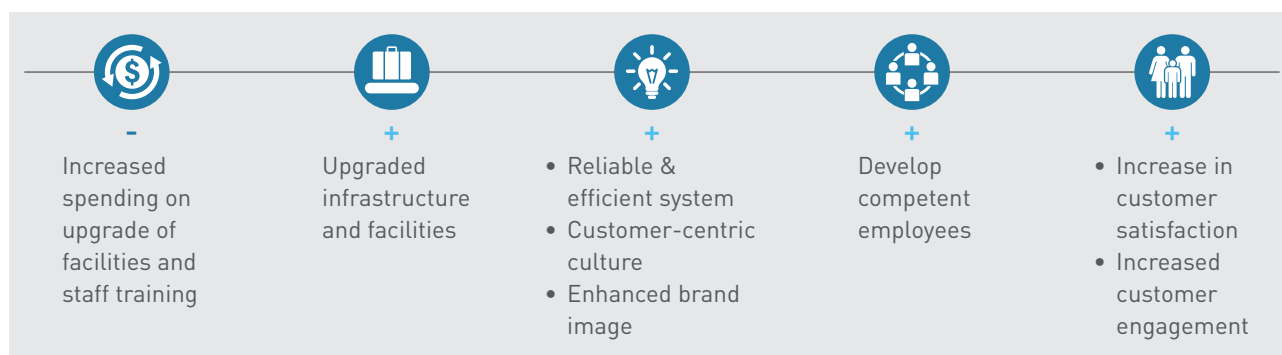 $
-
Increased
spending on
upgrade of
facilities and
staff training
+
Upgraded
infrastructure
and facilities
+
• Reliable &
efficient system
• Customer-centric
culture
• Enhanced brand
image
+
Develop
competent
employees
+
• Increase in
customer
satisfaction
• Increased
customer
engagement